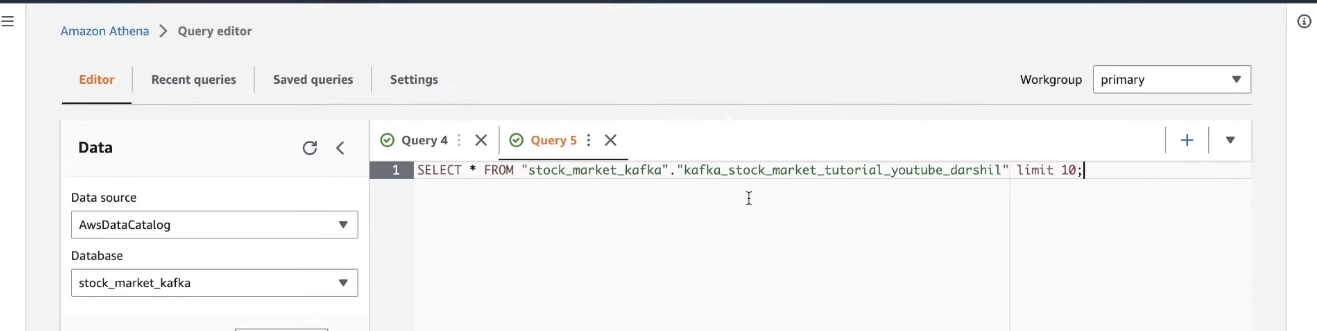 Amazon Athena > Query editor
Editor Recent queries Saved queries Settings Workgroup primary
Data
Query 4 Query 5
1 SELECT * FROM "stock_market_kafka"."kafka_stock_market_tutorial_youtube_darshil" limit 10;
Data source
AwsDataCatalog
Database
stock_market_kafka